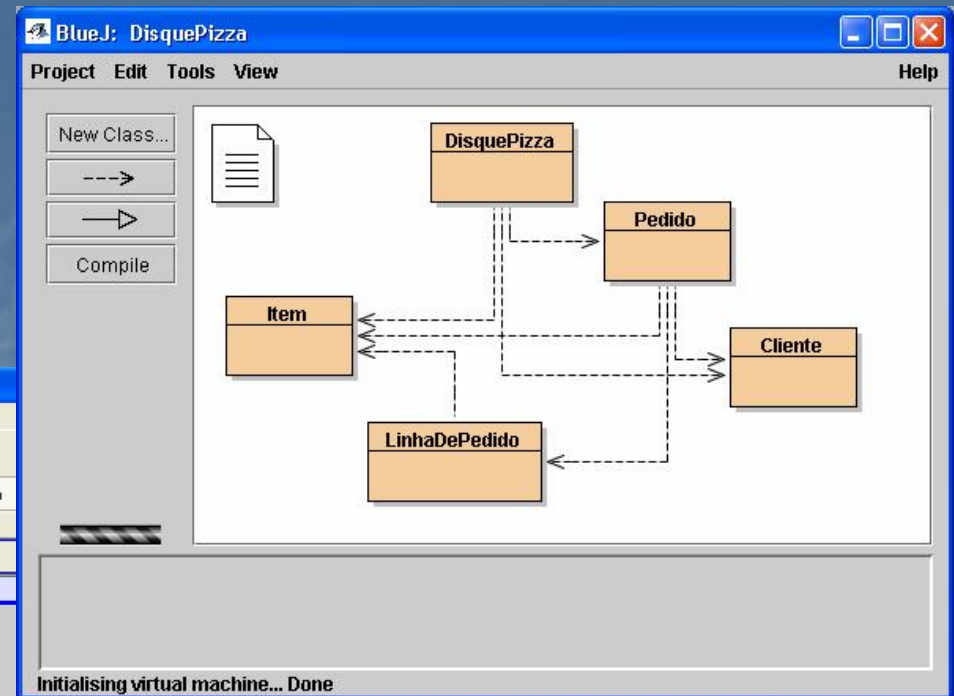 BlueJ: DisquePizza
Project Edit Tools View Help
New Class...
Compile
DisquePizza
Pedido
Item
Cliente
LinhaDePedido
Initialising virtual machine... Done